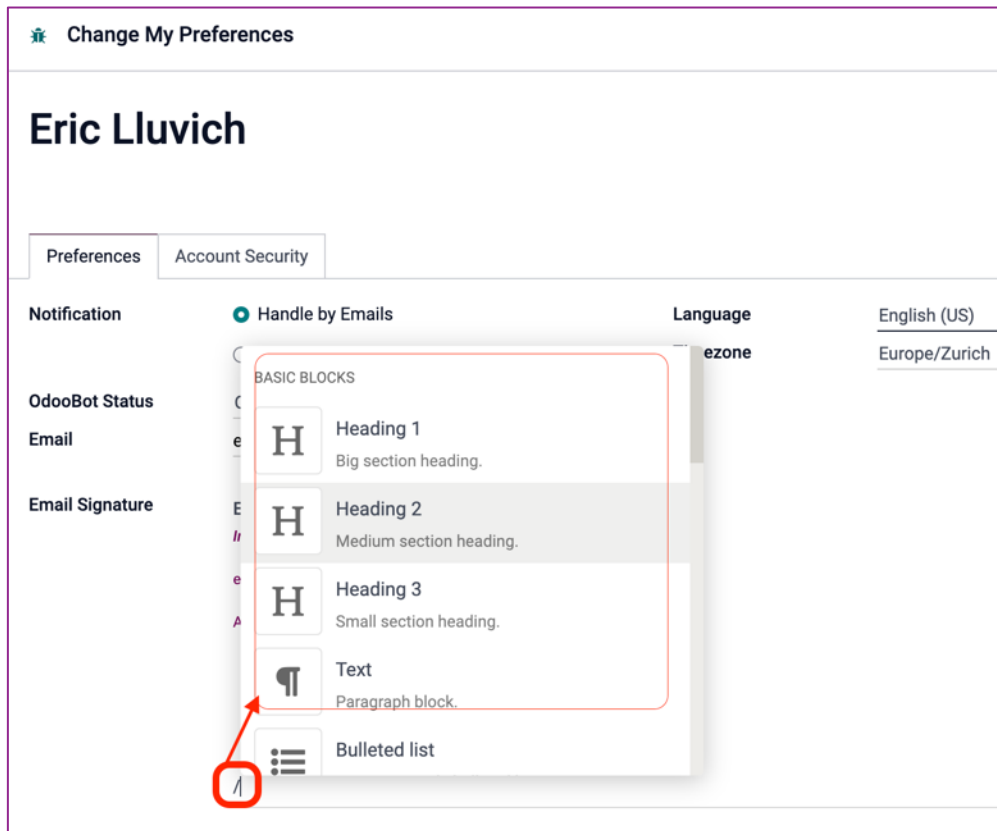 Change My Preferences
Eric Lluvich
Preferences Account Security
Notification Handle by Emails Language English (US)
Europe/Zurich
BASIC BLOCKS
OdooBot Status
Email
Email Signature
H Heading 1
Big section heading.
H Heading 2
Medium section heading.
H Heading 3
Small section heading.
¶ Text
Paragraph block.
Bulleted list
/